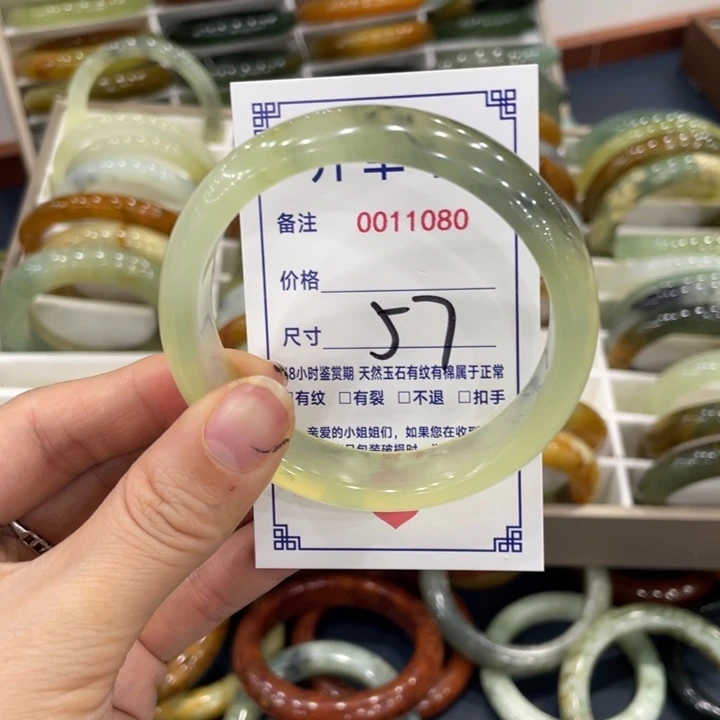 备注 0011080
价格
尺寸 57
8小时鉴赏期 天然玉石有纹有棉属于正常
有纹 □有裂 □不退 □扣手
亲爱的小姐姐们，如果您在收到